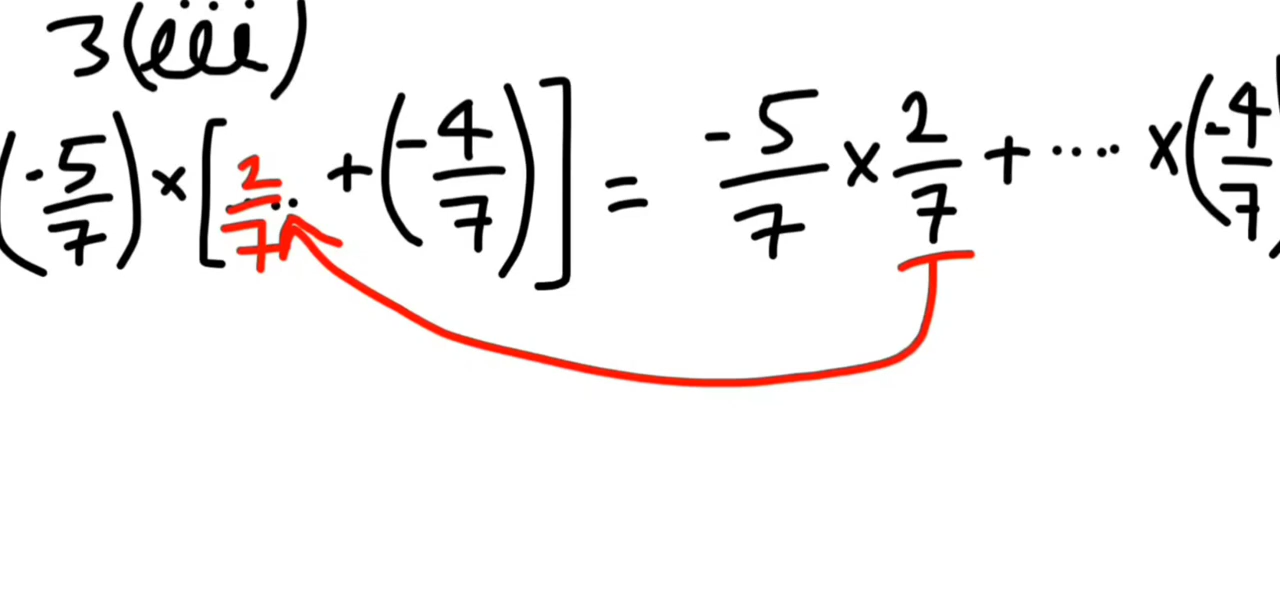 3(iii)
(-5/7) × [2/7 + (-4/7)] = -5/7 × 2/7 + ..... × (-4/7)